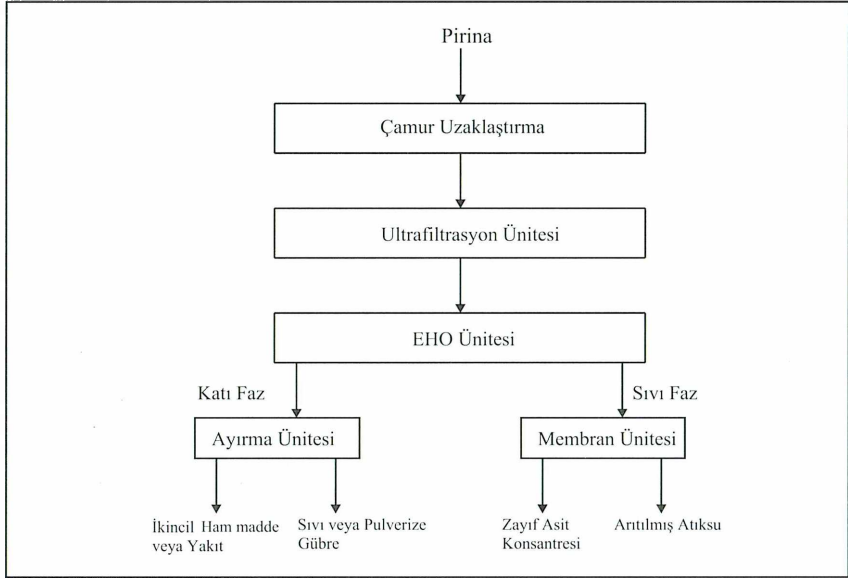 Pirina
Çamur Uzaklaştırma
Ultrafiltrasyon Ünitesi
EHO Ünitesi
Katı Faz
Sıvı Faz
Ayırma Ünitesi
Membran Ünitesi
İkincil Ham madde
veya Yakıt
Sıvı veya Pulverize
Gübre
Zayıf Asit
Konsantresi
Arıtılmış Atıksu